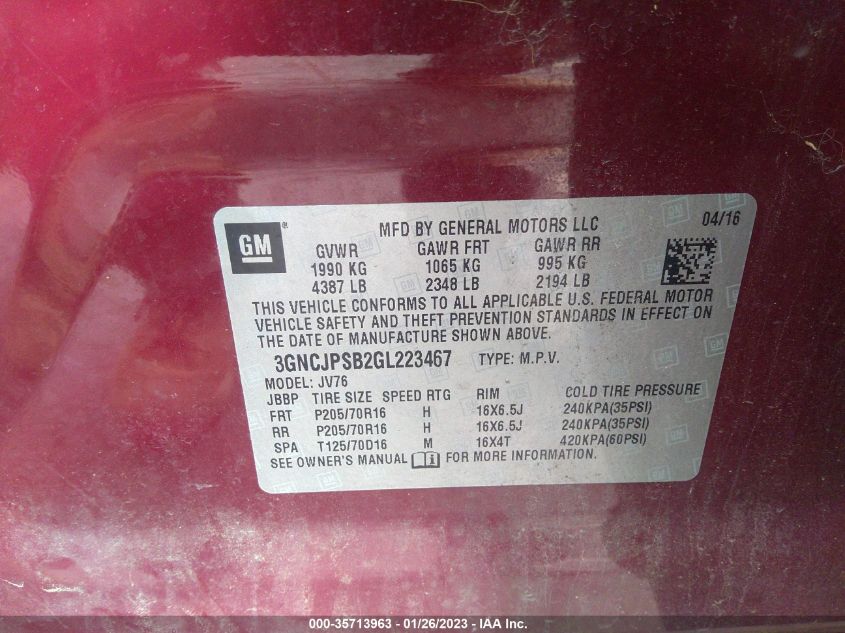 GM ®
MFD BY GENERAL MOTORS LLC
04/16
GVWR GAWR FRT GAWR RR
1990 KG 1065 KG 995 KG
4387 LB 2348 LB 2194 LB
THIS VEHICLE CONFORMS TO ALL APPLICABLE U.S. FEDERAL MOTOR
VEHICLE SAFETY AND THEFT PREVENTION STANDARDS IN EFFECT ON
THE DATE OF MANUFACTURE SHOWN ABOVE.
3GNCJPSB2GL223467 TYPE: M.P.V.
MODEL: JV76
JBBP TIRE SIZE SPEED RTG RIM COLD TIRE PRESSURE
FRT P205/70R16 H 16X6.5J 240KPA(35PSI)
RR P205/70R16 H 16X6.5J 240KPA(35PSI)
SPA T125/70D16 M 16X4T 420KPA(60PSI)
SEE OWNER'S MANUAL FOR MORE INFORMATION.
000-35713963 - 01/26/2023 - IAA Inc.